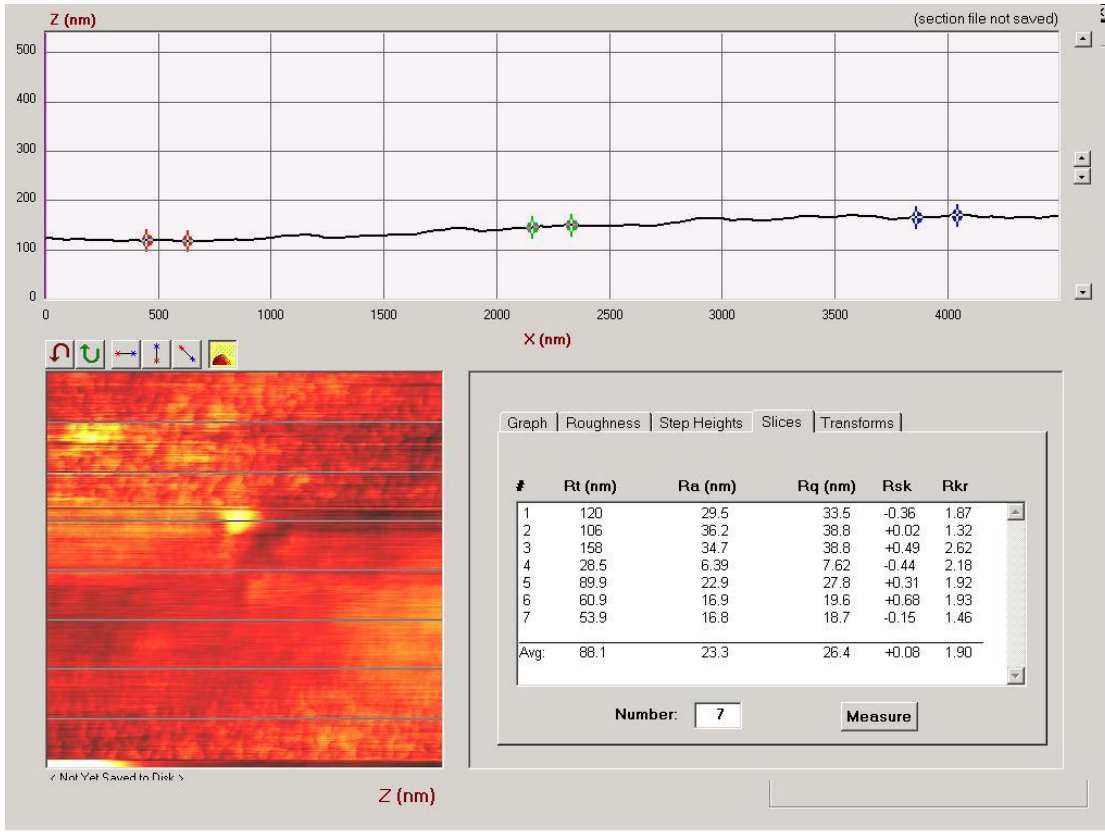 Z (nm)
(section file not saved)
500
400
300
200
100
0
0 500 1000 1500 2000 2500 3000 3500 4000
X (nm)
Graph Roughness Step Heights Slices Transforms
# Rt (nm) Ra (nm) Rq (nm) Rsk Rkr
1 120 29.5 33.5 -0.36 1.87
2 106 36.2 38.8 +0.02 1.32
3 158 34.7 38.8 +0.49 2.62
4 28.5 6.39 7.62 -0.44 2.18
5 89.9 22.9 27.8 +0.31 1.92
6 60.9 16.9 19.6 +0.68 1.93
7 53.9 16.8 18.7 -0.15 1.46
Avg: 88.1 23.3 26.4 +0.08 1.90
Number: 7 Measure
< Not Yet Saved to Disk >
Z (nm)